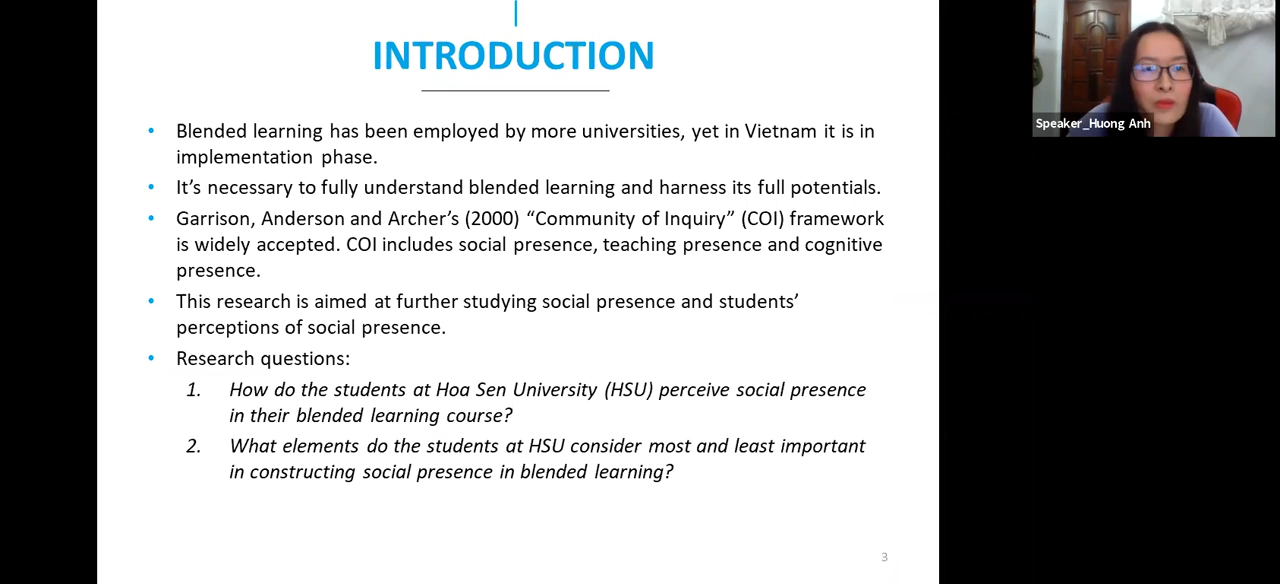 INTRODUCTION
• Blended learning has been employed by more universities, yet in Vietnam it is in
implementation phase.
• It’s necessary to fully understand blended learning and harness its full potentials.
• Garrison, Anderson and Archer’s (2000) “Community of Inquiry” (COI) framework
is widely accepted. COI includes social presence, teaching presence and cognitive
presence.
• This research is aimed at further studying social presence and students’
perceptions of social presence.
• Research questions:
1. How do the students at Hoa Sen University (HSU) perceive social presence
in their blended learning course?
2. What elements do the students at HSU consider most and least important
in constructing social presence in blended learning?
3
Speaker_Huong Anh